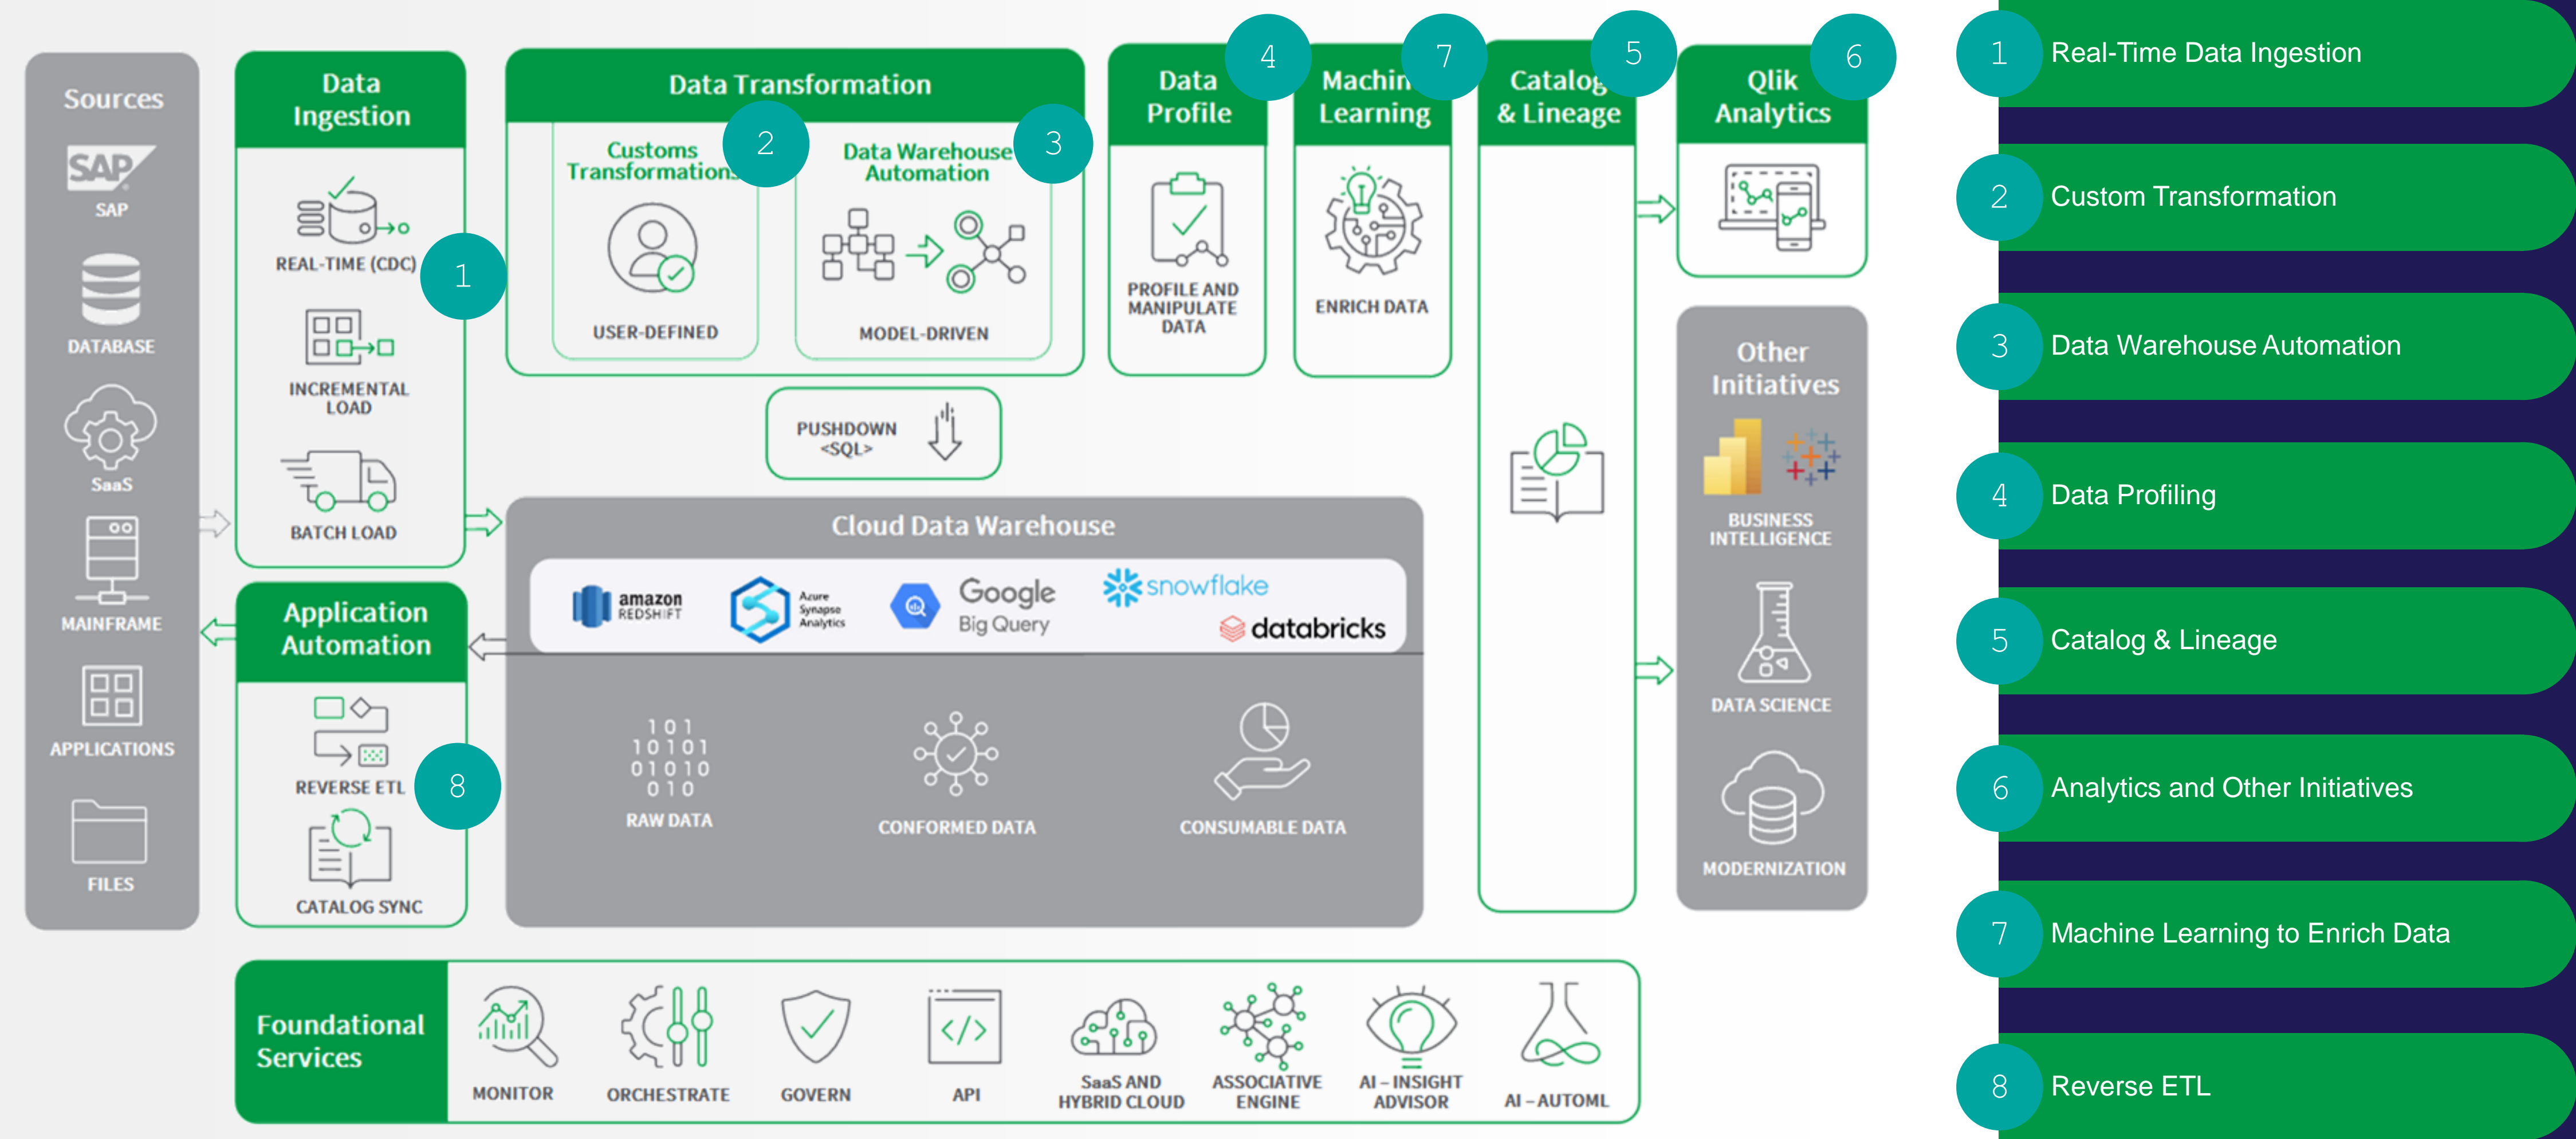 Sources
SAP
SAP
DATABASE
SaaS
MAINFRAME
APPLICATIONS
FILES
Data
Ingestion
REAL-TIME (CDC)
1
INCREMENTAL
LOAD
BATCH LOAD
Application
Automation
REVERSE ETL
8
CATALOG SYNC
Data Transformation
Customs
Transformations
2
USER-DEFINED
Data Warehouse
Automation
3
MODEL-DRIVEN
PUSHDOWN
<SQL>
Data
Profile
4
PROFILE AND
MANIPULATE
DATA
Machin
Learning
7
ENRICH DATA
Catalog
& Lineage
5
Qlik
Analytics
6
Other
Initiatives
BUSINESS
INTELLIGENCE
DATA SCIENCE
MODERNIZATION
Cloud Data Warehouse
amazon
REDSHIFT
Azure
Synapse
Analytics
Google
Big Query
snowflake
databricks
101
10101
01010
010
RAW DATA
CONFORMED DATA
CONSUMABLE DATA
Foundational
Services
MONITOR
ORCHESTRATE
GOVERN
</>
API
SaaS AND
HYBRID CLOUD
ASSOCIATIVE
ENGINE
AI – INSIGHT
ADVISOR
AI – AUTOML
1 Real-Time Data Ingestion
2 Custom Transformation
3 Data Warehouse Automation
4 Data Profiling
5 Catalog & Lineage
6 Analytics and Other Initiatives
7 Machine Learning to Enrich Data
8 Reverse ETL